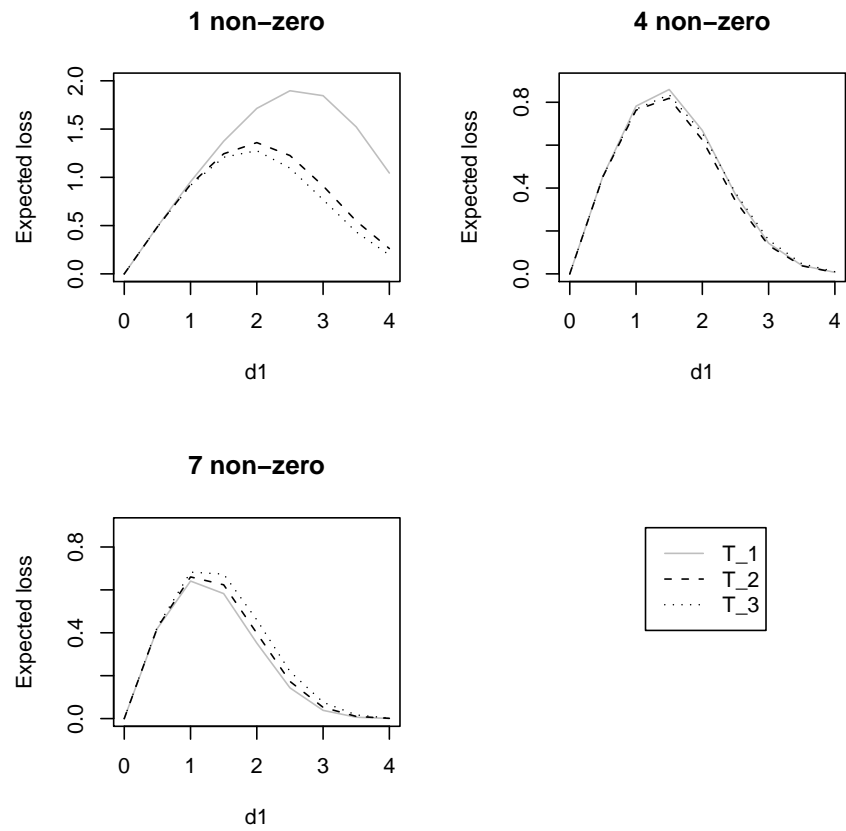 1 non−zero
Expected loss
0.0 0.5 1.0 1.5 2.0
0 1 2 3 4
d1
4 non−zero
Expected loss
0.0 0.4 0.8
0 1 2 3 4
d1
7 non−zero
Expected loss
0.0 0.4 0.8
0 1 2 3 4
d1
T_1
T_2
T_3